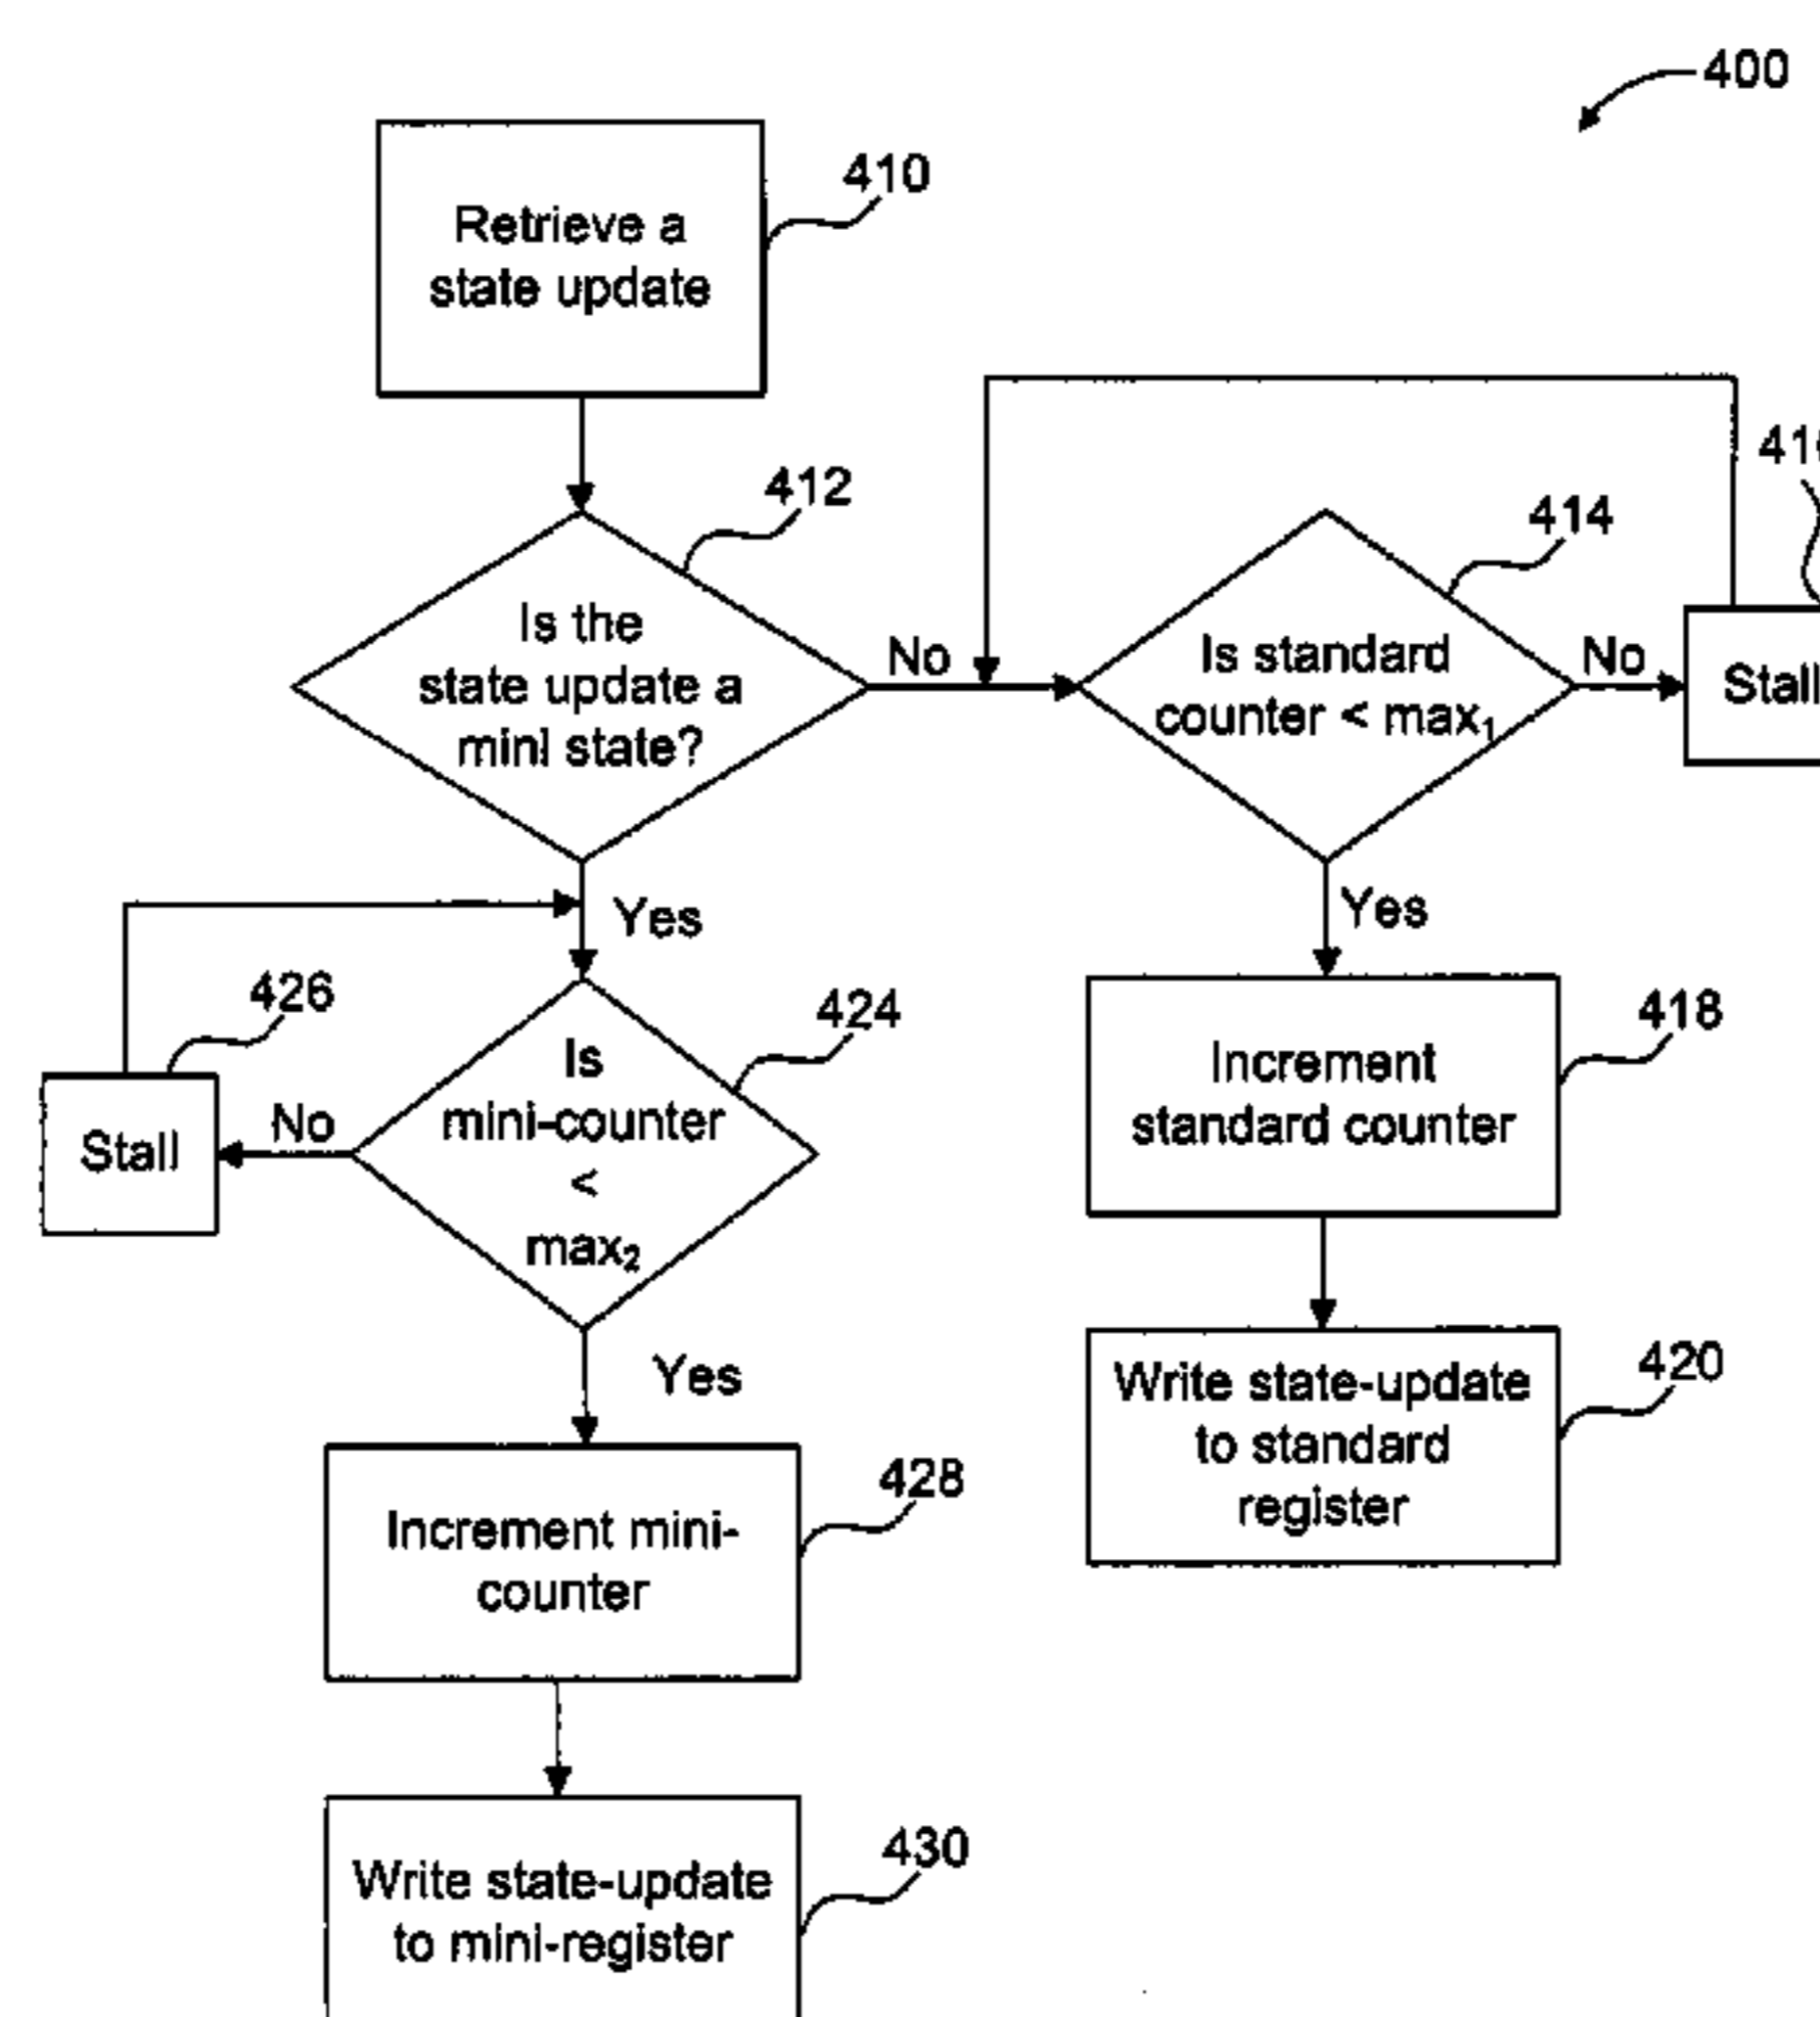 400
410
Retrieve a
state update
412
Is the
state update a
mini state?
No
414
Is standard
counter < max₁
No
Stall
Yes
Yes
426
Stall
No
424
Is
mini-counter
<
max₂
418
Increment
standard counter
Yes
420
Write state-update
to standard
register
428
Increment mini-
counter
430
Write state-update
to mini-register